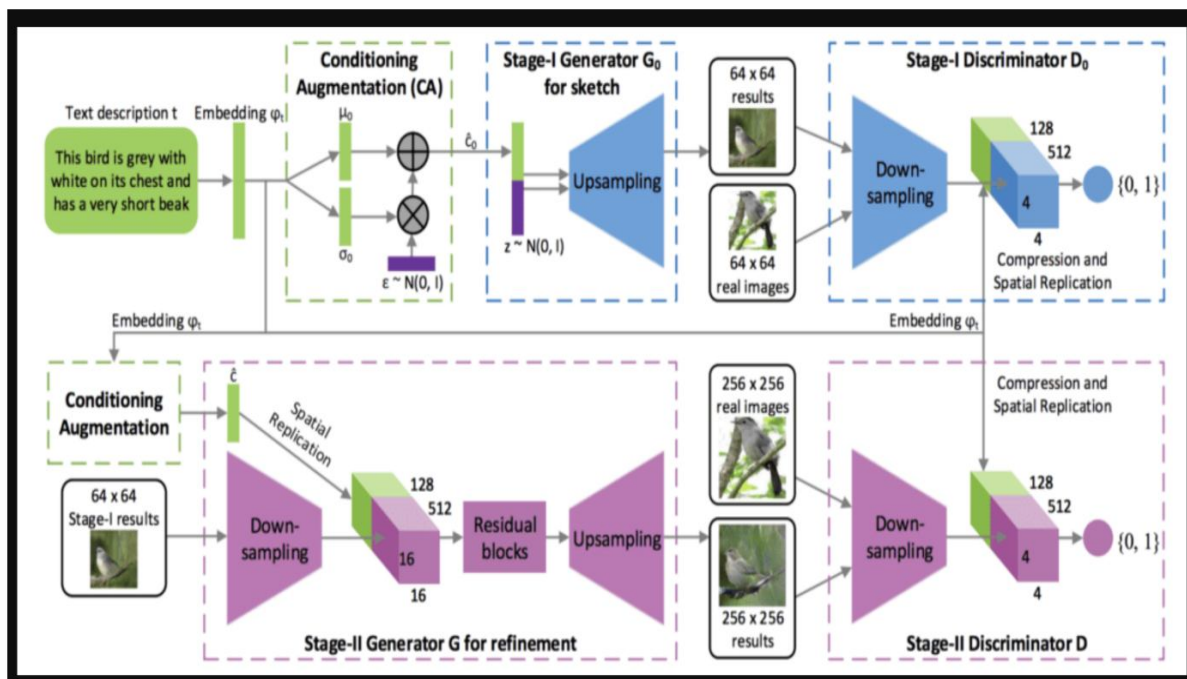 Text description t
This bird is grey with
white on its chest and
has a very short beak
Embedding φₜ
Conditioning
Augmentation (CA)
μ₀
σ₀
ε ~ N(0, I)
ĉ₀
Stage-I Generator G₀
for sketch
Upsampling
z ~ N(0, I)
64 x 64
results
64 x 64
real images
Stage-I Discriminator D₀
Down-
sampling
128
512
4
4
{0, 1}
Compression and
Spatial Replication
Embedding φₜ
Embedding φₜ
Conditioning
Augmentation
64 x 64
Stage-I results
ĉ
Spatial
Replication
Down-
sampling
128
512
16
16
Residual
blocks
Upsampling
Stage-II Generator G for refinement
256 x 256
real images
256 x 256
results
Compression and
Spatial Replication
Down-
sampling
128
512
4
4
{0, 1}
Stage-II Discriminator D